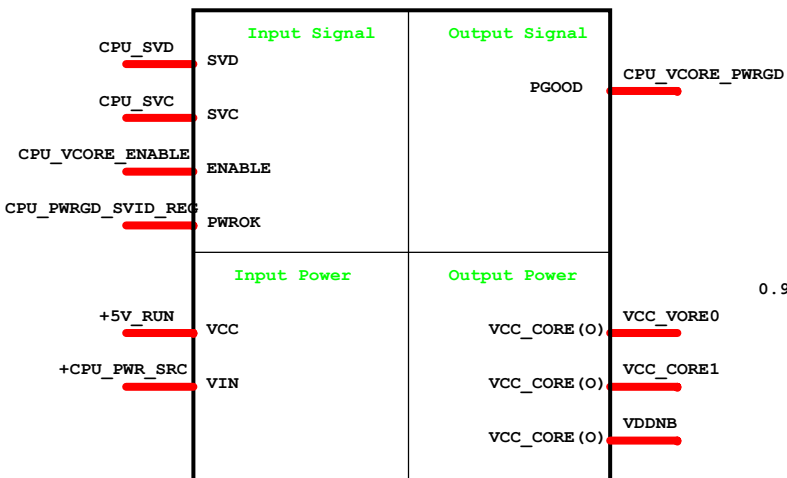 Input Signal Output Signal
CPU_SVD SVD
CPU_VCORE_PWRGD
PGOOD
CPU_SVC SVC
CPU_VCORE_ENABLE ENABLE
CPU_PWRGD_SVID_REG PWROK
Input Power Output Power
0.9
+5V_RUN VCC VCC_CORE(O) VCC_VORE0
+CPU_PWR_SRC VIN VCC_CORE(O) VCC_CORE1
VCC_CORE(O) VDDNB